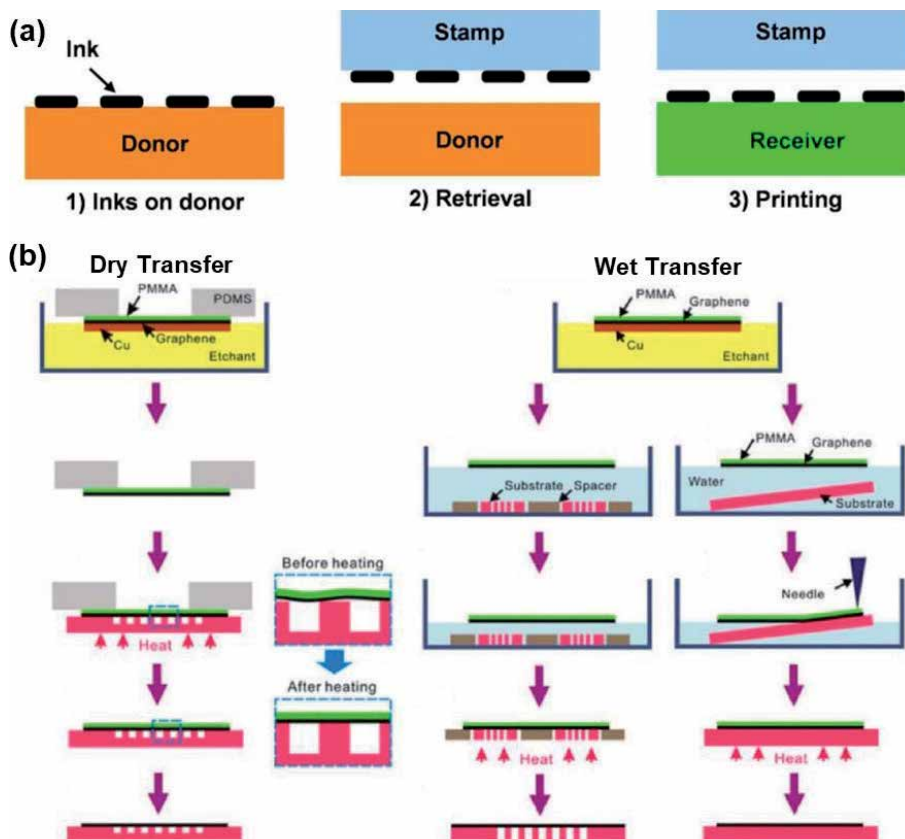 (a)
Ink
Donor
1) Inks on donor
Stamp
Donor
2) Retrieval
Stamp
Receiver
3) Printing
(b)
Dry Transfer
PMMA
PDMS
Cu
Graphene
Etchant
Before heating
Heat
After heating
Wet Transfer
PMMA
Graphene
Cu
Etchant
Substrate
Spacer
PMMA
Graphene
Water
Substrate
Needle
Heat
Heat